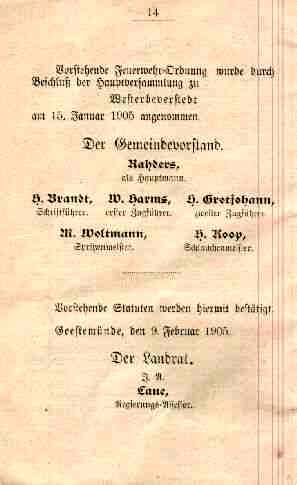 14
Vorstehende Feuerwehr-Ordnung wurde durch
Beschluß der Hauptversammlung zu
Westerbeverstedt
am 15. Januar 1905 angenommen.
Der Gemeindevorstand.
Rahders,
als Hauptmann.
H. Brandt, W. Harms, H. Grotjohann,
Schriftführer. erster Zugführer. zweiter Zugführer.
M. Woltmann, H. Koop,
Spritzenmeister. Schlauchmeister.
Vorstehende Statuten werden hiermit bestätigt.
Geestemünde, den 9. Februar 1905.
Der Landrat.
J. V.
Regierungs-Assessor.